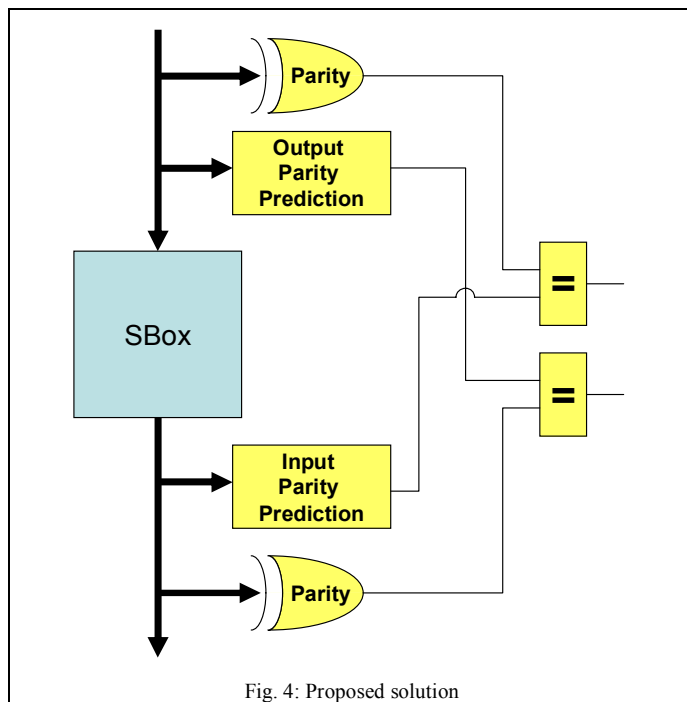 Parity
Output
Parity
Prediction
=
SBox
=
Input
Parity
Prediction
Parity
Fig. 4: Proposed solution